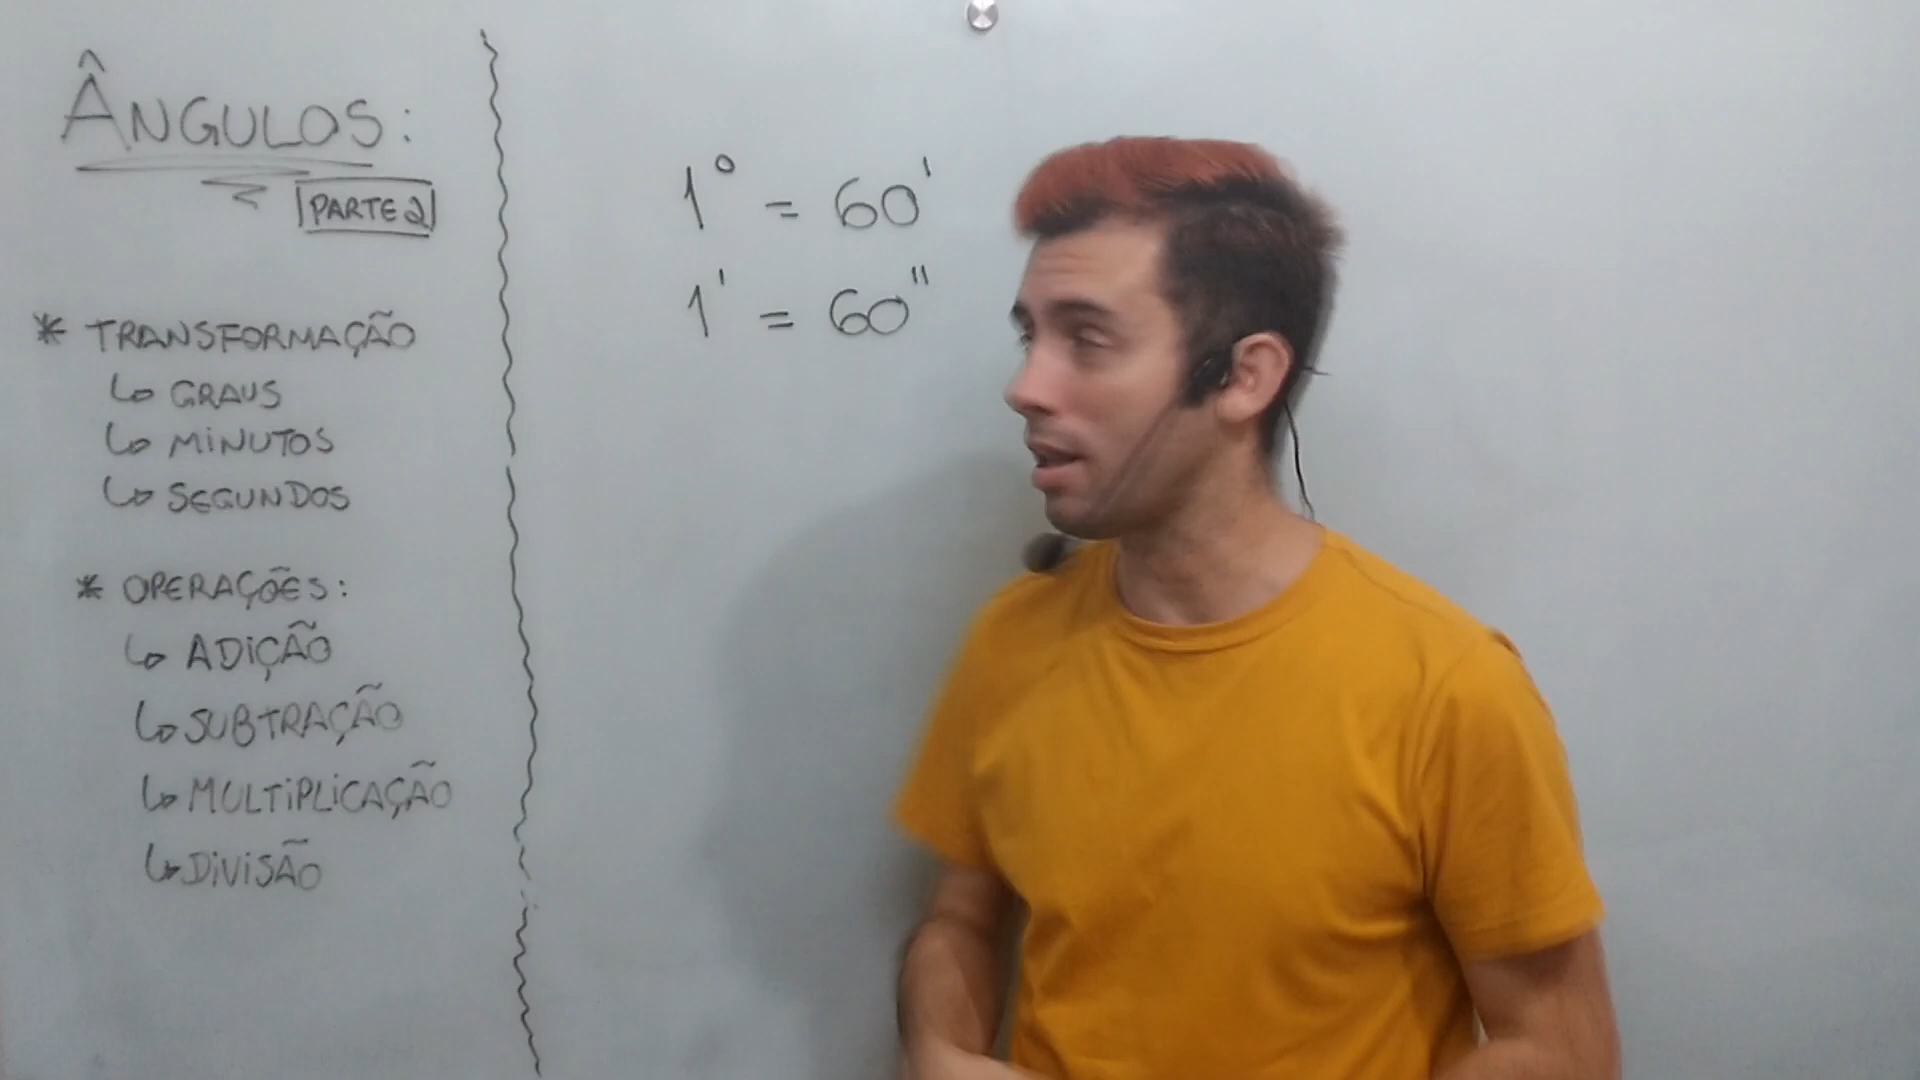 ÂNGULOS:
PARTE 2
* TRANSFORMAÇÃO
↳ GRAUS
↳ MINUTOS
↳ SEGUNDOS
* OPERAÇÕES:
↳ ADIÇÃO
↳ SUBTRAÇÃO
↳ MULTIPLICAÇÃO
↳ DIVISÃO
1° = 60'
1' = 60"